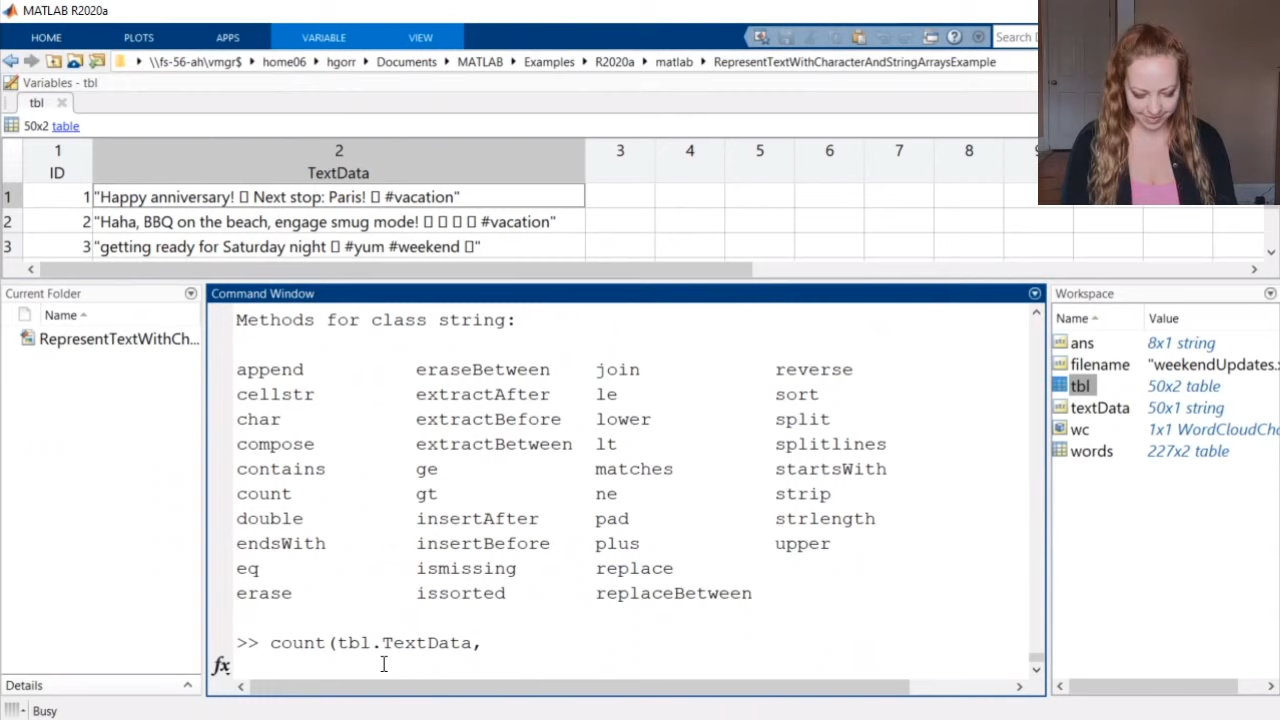 MATLAB R2020a
HOME PLOTS APPS VARIABLE VIEW Search
\\fs-56-ah\vmgr$ ▸ home06 ▸ hgorr ▸ Documents ▸ MATLAB ▸ Examples ▸ R2020a ▸ matlab ▸ RepresentTextWithCharacterAndStringArraysExample
Variables - tbl
tbl
50x2 table
1 2 3 4 5 6 7 8
ID TextData
1 1 "Happy anniversary! Next stop: Paris! #vacation"
2 2 "Haha, BBQ on the beach, engage smug mode! #vacation"
3 3 "getting ready for Saturday night #yum #weekend "
Current Folder
Name
RepresentTextWithCh...
Details
Command Window
Methods for class string:
append eraseBetween join reverse
cellstr extractAfter le sort
char extractBefore lower split
compose extractBetween lt splitlines
contains ge matches startsWith
count gt ne strip
double insertAfter pad strlength
endsWith insertBefore plus upper
eq ismissing replace
erase issorted replaceBetween
>> count(tbl.TextData,
fx
Workspace
Name Value
ans 8x1 string
filename "weekendUpdates.
tbl 50x2 table
textData 50x1 string
wc 1x1 WordCloudCha
words 227x2 table
Busy